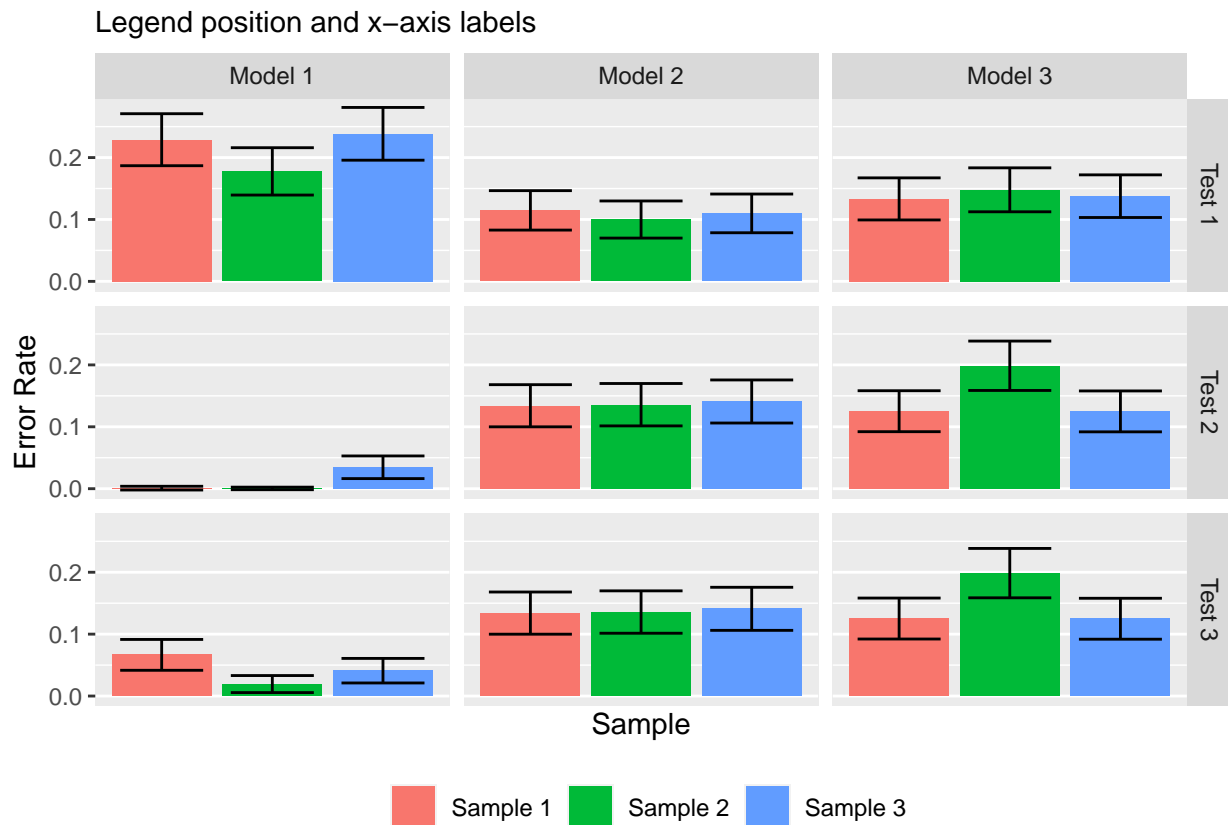 Legend position and x−axis labels
Model 1
Model 2
Model 3
0.2
0.1
0.0
Test 1
Error Rate
0.2
0.1
0.0
Test 2
0.2
0.1
0.0
Test 3
Sample
Sample 1
Sample 2
Sample 3